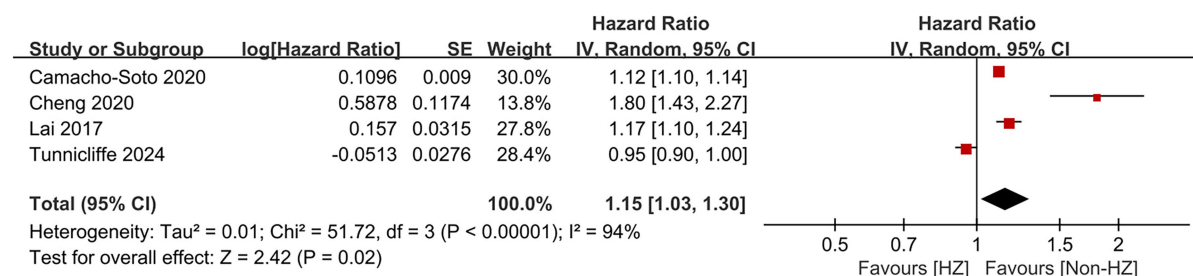 Hazard Ratio Hazard Ratio
Study or Subgroup log[Hazard Ratio] SE Weight IV, Random, 95% CI IV, Random, 95% CI
Camacho-Soto 2020 0.1096 0.009 30.0% 1.12 [1.10, 1.14]
Cheng 2020 0.5878 0.1174 13.8% 1.80 [1.43, 2.27]
Lai 2017 0.157 0.0315 27.8% 1.17 [1.10, 1.24]
Tunnicliffe 2024 -0.0513 0.0276 28.4% 0.95 [0.90, 1.00]
Total (95% CI) 100.0% 1.15 [1.03, 1.30]
Heterogeneity: Tau² = 0.01; Chi² = 51.72, df = 3 (P < 0.00001); I² = 94%
Test for overall effect: Z = 2.42 (P = 0.02)
0.5 0.7 1 1.5 2
Favours [HZ] Favours [Non-HZ]